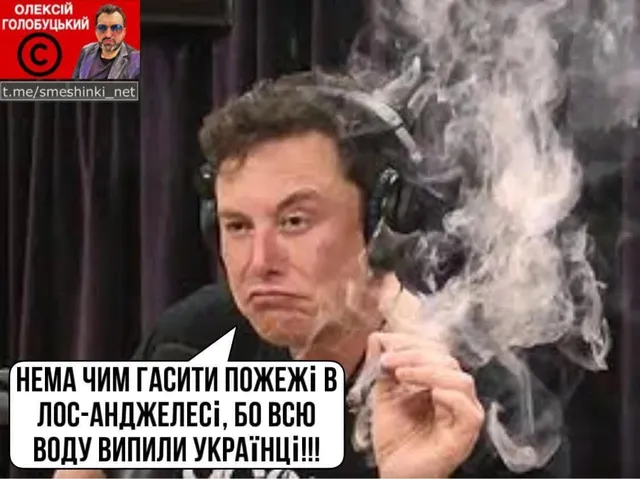 ОЛЕКСІЙ
ГОЛОБУЦЬКИЙ
©
t.me/smeshinki_net
НЕМА ЧИМ ГАСИТИ ПОЖЕЖі В
ЛОС-АНДЖЕЛЕСі, БО ВСЮ
ВОДУ ВИПИЛИ УКРАЇНЦі!!!